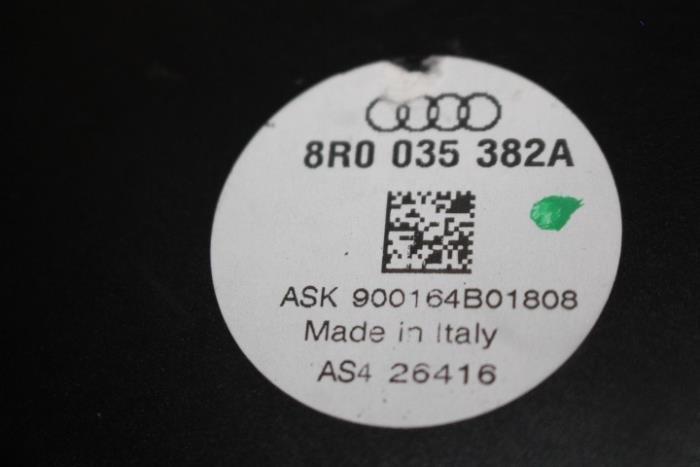 8R0 035 382A
ASK 900164B01808
Made in Italy
AS4 26416